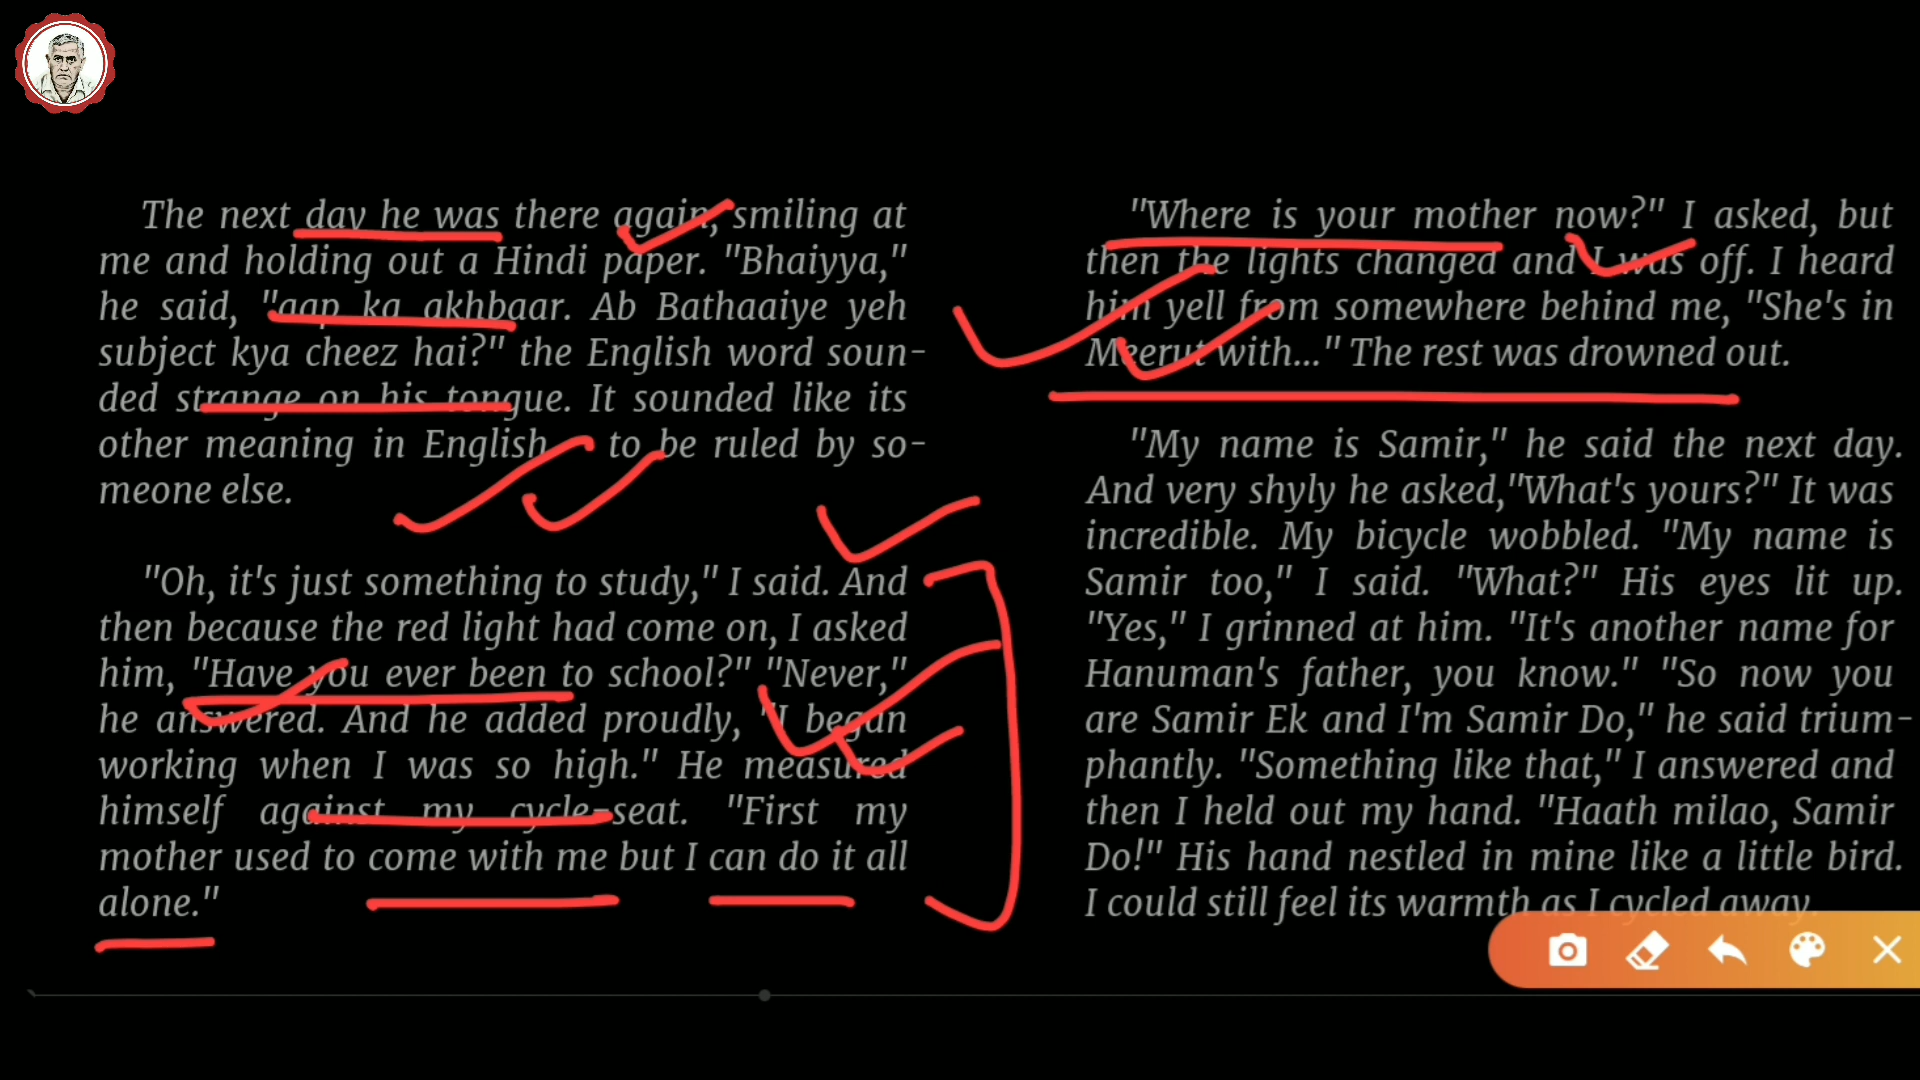 The next day he was there again, smiling at
me and holding out a Hindi paper. "Bhaiyya,"
he said, "aap ka akhbaar. Ab Bathaaiye yeh
subject kya cheez hai?" the English word soun-
ded strange on his tongue. It sounded like its
other meaning in English to be ruled by so-
meone else.
"Oh, it's just something to study," I said. And
then because the red light had come on, I asked
him, "Have you ever been to school?" "Never,"
he answered. And he added proudly, "I began
working when I was so high." He measured
himself against my cycle-seat. "First my
mother used to come with me but I can do it all
alone."
"Where is your mother now?" I asked, but
then the lights changed and I was off. I heard
him yell from somewhere behind me, "She's in
Meerut with..." The rest was drowned out.
"My name is Samir," he said the next day.
And very shyly he asked,"What's yours?" It was
incredible. My bicycle wobbled. "My name is
Samir too," I said. "What?" His eyes lit up.
"Yes," I grinned at him. "It's another name for
Hanuman's father, you know." "So now you
are Samir Ek and I'm Samir Do," he said trium-
phantly. "Something like that," I answered and
then I held out my hand. "Haath milao, Samir
Do!" His hand nestled in mine like a little bird.
I could still feel its warmth as I cycled away.